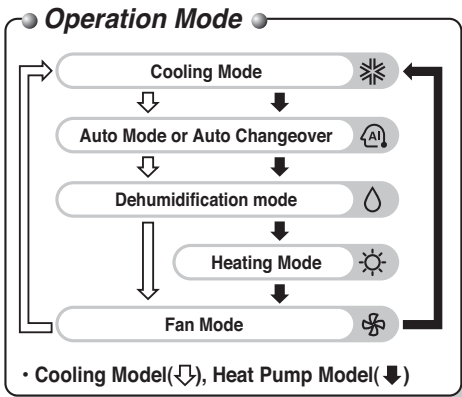 Operation Mode
Cooling Mode
Auto Mode or Auto Changeover
AI
Dehumidification mode
Heating Mode
Fan Mode
· Cooling Model(⇩), Heat Pump Model(⬇)